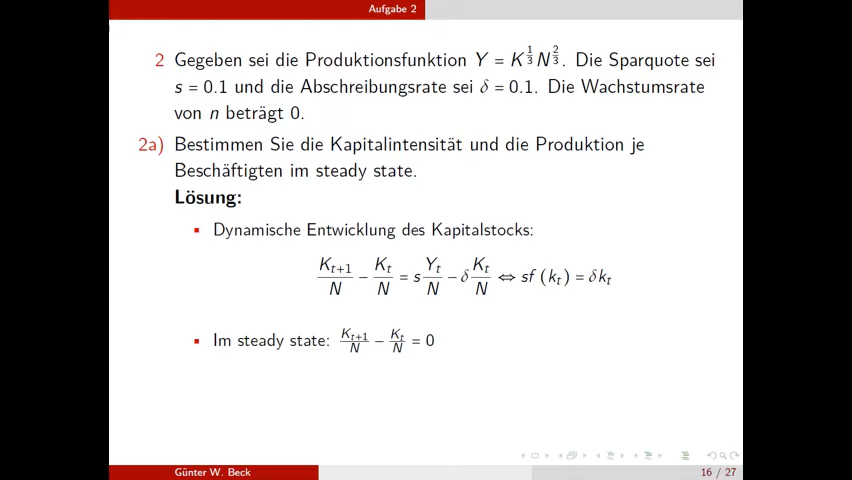 Aufgabe 2
2 Gegeben sei die Produktionsfunktion Y = K^{1/3} N^{2/3}. Die Sparquote sei
s = 0.1 und die Abschreibungsrate sei δ = 0.1. Die Wachstumsrate
von n beträgt 0.
2a) Bestimmen Sie die Kapitalintensität und die Produktion je
Beschäftigten im steady state.
Lösung:
▪ Dynamische Entwicklung des Kapitalstocks:
K_{t+1}/N − K_t/N = s Y_t/N − δ K_t/N ⇔ sf (k_t) = δk_t
▪ Im steady state: K_{t+1}/N − K_t/N = 0
Günter W. Beck 16 / 27